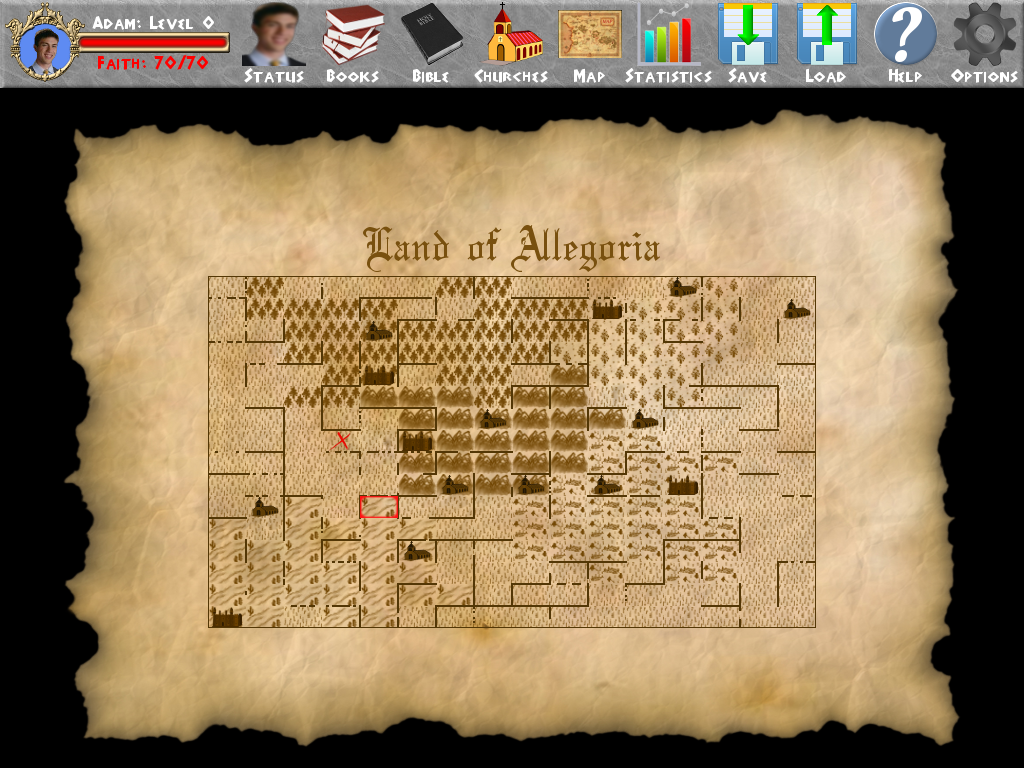 Adam: Level 0
Faith: 70/70
Status Books Bible Churches Map Statistics Save Load Help Options
Land of Allegoria
X